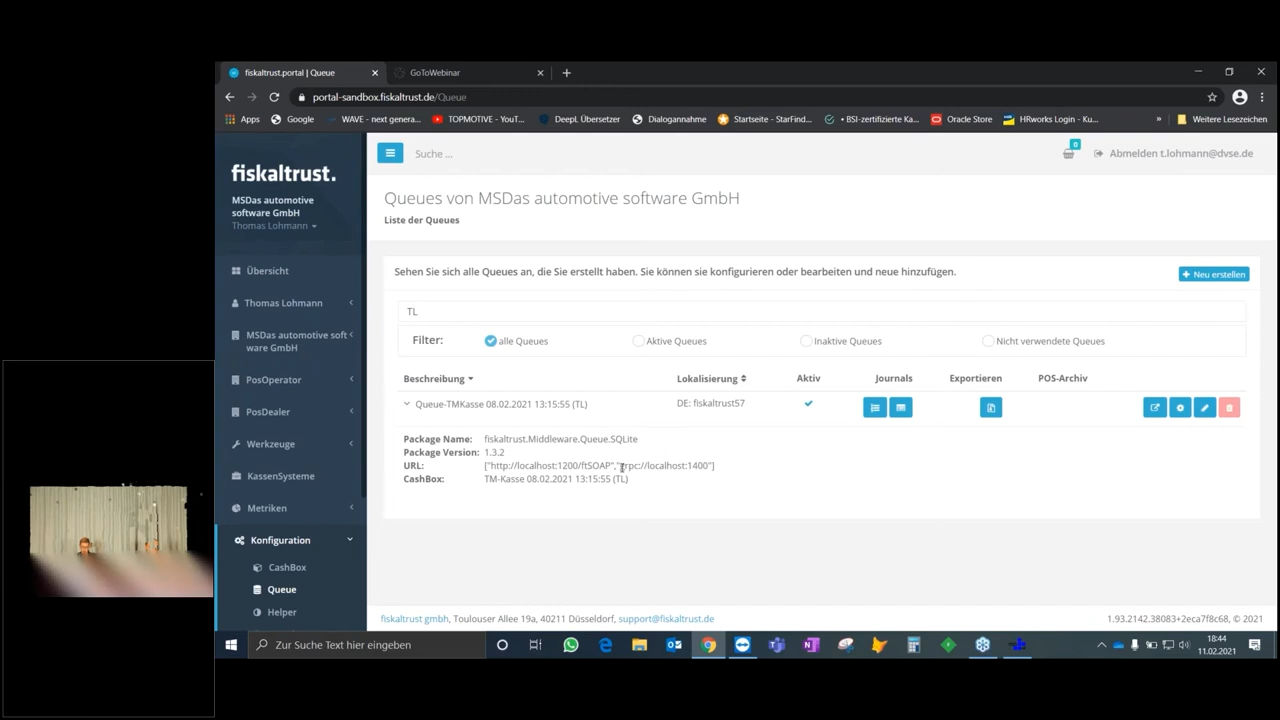 fiskaltrust.portal | Queue
GoToWebinar
portal-sandbox.fiskaltrust.de/Queue
Apps
Google
WAVE - next genera...
TOPMOTIVE - YouT...
DeepL Übersetzer
Dialogannahme
Startseite - StarFind...
• BSI-zertifizierte Ka...
Oracle Store
HRworks Login - Ku...
»
Weitere Lesezeichen
fiskaltrust.
MSDas automotive
software GmbH
Thomas Lohmann
Übersicht
Thomas Lohmann
MSDas automotive soft
ware GmbH
PosOperator
PosDealer
Werkzeuge
KassenSysteme
Metriken
Konfiguration
CashBox
Queue
Helper
Suche ...
0
Abmelden t.lohmann@dvse.de
Queues von MSDas automotive software GmbH
Liste der Queues
Sehen Sie sich alle Queues an, die Sie erstellt haben. Sie können sie konfigurieren oder bearbeiten und neue hinzufügen.
Neu erstellen
TL
Filter: alle Queues Aktive Queues Inaktive Queues Nicht verwendete Queues
Beschreibung Lokalisierung Aktiv Journals Exportieren POS-Archiv
Queue-TMKasse 08.02.2021 13:15:55 (TL) DE: fiskaltrust57
Package Name: fiskaltrust.Middleware.Queue.SQLite
Package Version: 1.3.2
URL: ["http://localhost:1200/ftSOAP","grpc://localhost:1400"]
CashBox: TM-Kasse 08.02.2021 13:15:55 (TL)
fiskaltrust gmbh, Toulouser Allee 19a, 40211 Düsseldorf, support@fiskaltrust.de
1.93.2142.38083+2eca7f8c68, © 2021
Zur Suche Text hier eingeben
18:44
11.02.2021